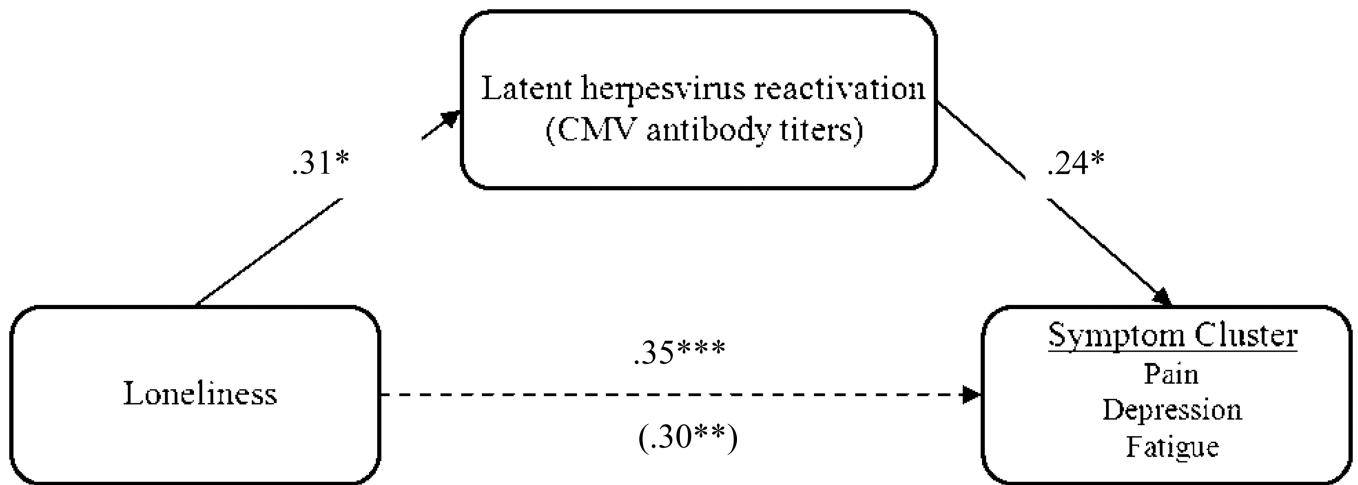 Latent herpesvirus reactivation
(CMV antibody titers)
.31*
.24*
Loneliness
.35***
(.30**)
Symptom Cluster
Pain
Depression
Fatigue